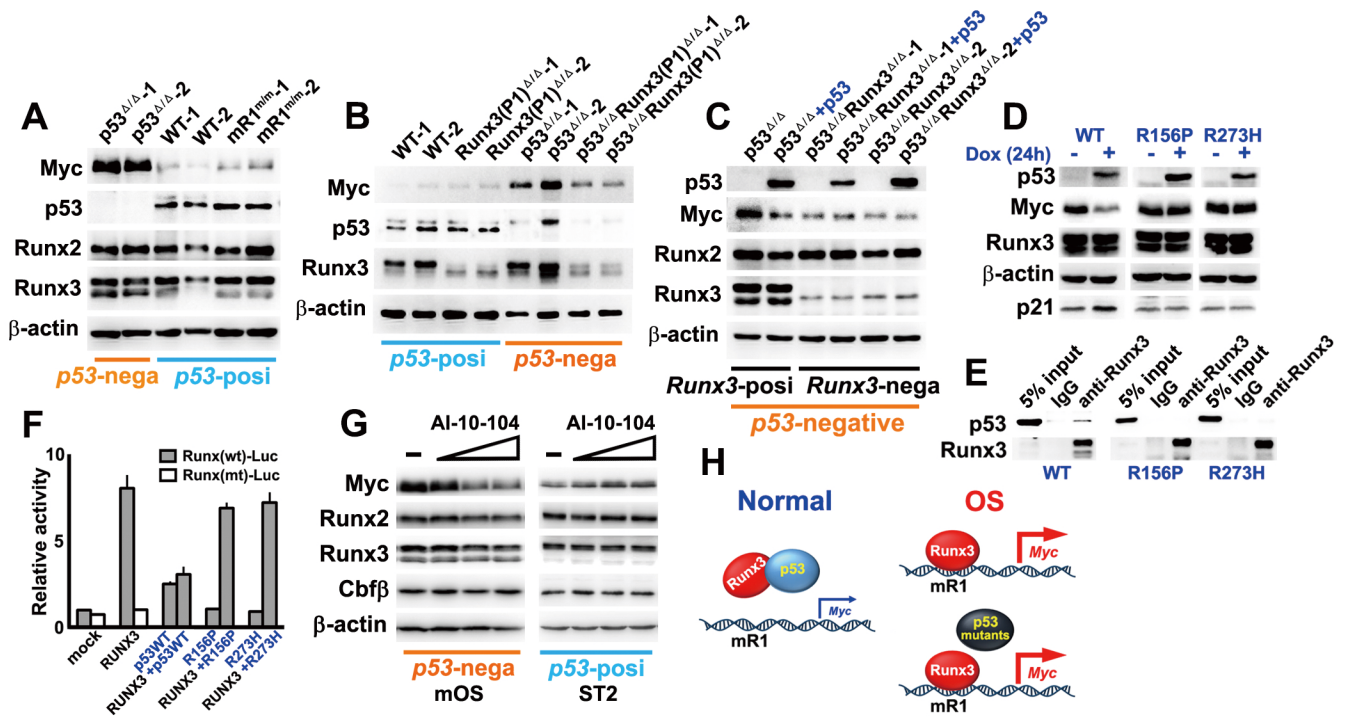 A
p53Δ/Δ-1
p53Δ/Δ-2
WT-1
WT-2
mR1m/m-1
mR1m/m-2
Myc
p53
Runx2
Runx3
β-actin
p53-nega
p53-posi
B
WT-1
WT-2
Runx3(P1)Δ/Δ-1
Runx3(P1)Δ/Δ-2
p53Δ/Δ-1
p53Δ/Δ-2
p53Δ/ΔRunx3(P1)Δ/Δ-1
p53Δ/ΔRunx3(P1)Δ/Δ-2
Myc
p53
Runx3
β-actin
p53-posi
p53-nega
C
p53Δ/Δ
p53Δ/Δ+p53
p53Δ/ΔRunx3Δ/Δ-1
p53Δ/ΔRunx3Δ/Δ-1+p53
p53Δ/ΔRunx3Δ/Δ-2
p53Δ/ΔRunx3Δ/Δ-2+p53
p53
Myc
Runx2
Runx3
β-actin
Runx3-posi
Runx3-nega
p53-negative
D
WT R156P R273H
Dox (24h) - + - + - +
p53
Myc
Runx3
β-actin
p21
E
5% input
IgG
anti-Runx3
5% input
IgG
anti-Runx3
5% input
IgG
anti-Runx3
p53
Runx3
WT R156P R273H
F
Relative activity
10
5
0
Runx(wt)-Luc
Runx(mt)-Luc
mock
RUNX3
p53WT
RUNX3 +p53WT
R156P
RUNX3 +R156P
R273H
RUNX3 +R273H
G
AI-10-104 AI-10-104
– –
Myc
Runx2
Runx3
Cbfβ
β-actin
p53-nega
mOS
p53-posi
ST2
H
Normal
Runx3
p53
Myc
mR1
OS
Runx3
Myc
mR1
p53
mutants
Runx3
Myc
mR1